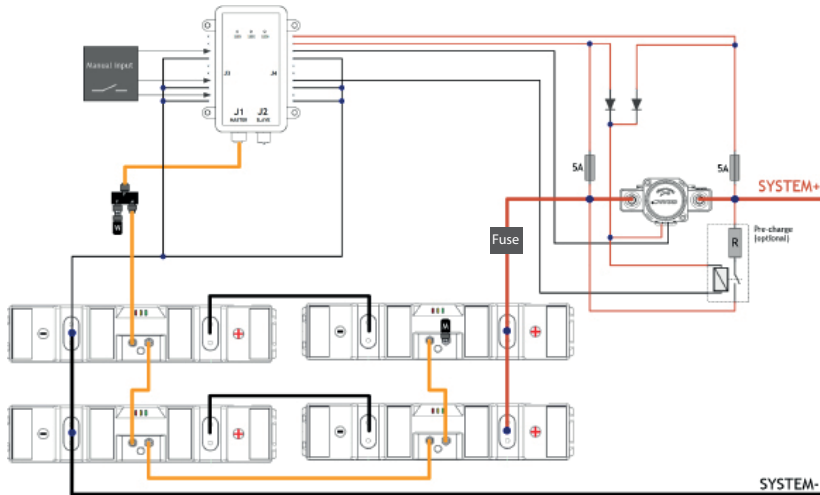 Manual input
J3
J4
J1
J2
MASTER
SLAVE
5A
5A
SYSTEM+
Fuse
Pre-charge
(optional)
R
M
M
SYSTEM-